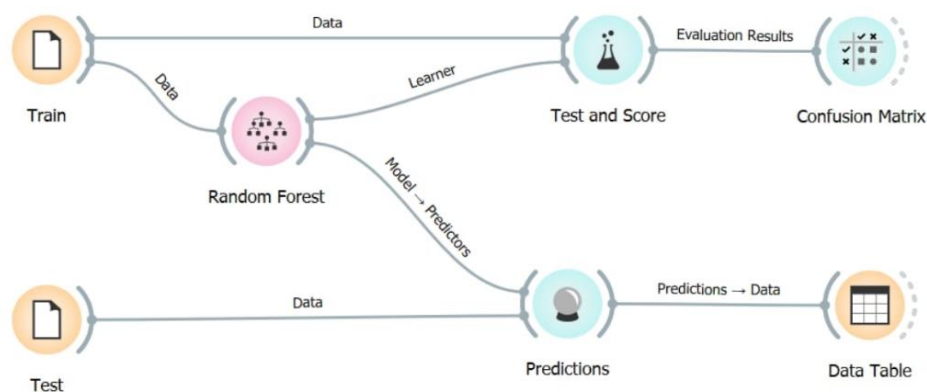 Data
Evaluation Results
Data
Learner
Train
Test and Score
Confusion Matrix
Random Forest
Model → Predictors
Data
Predictions → Data
Test
Predictions
Data Table